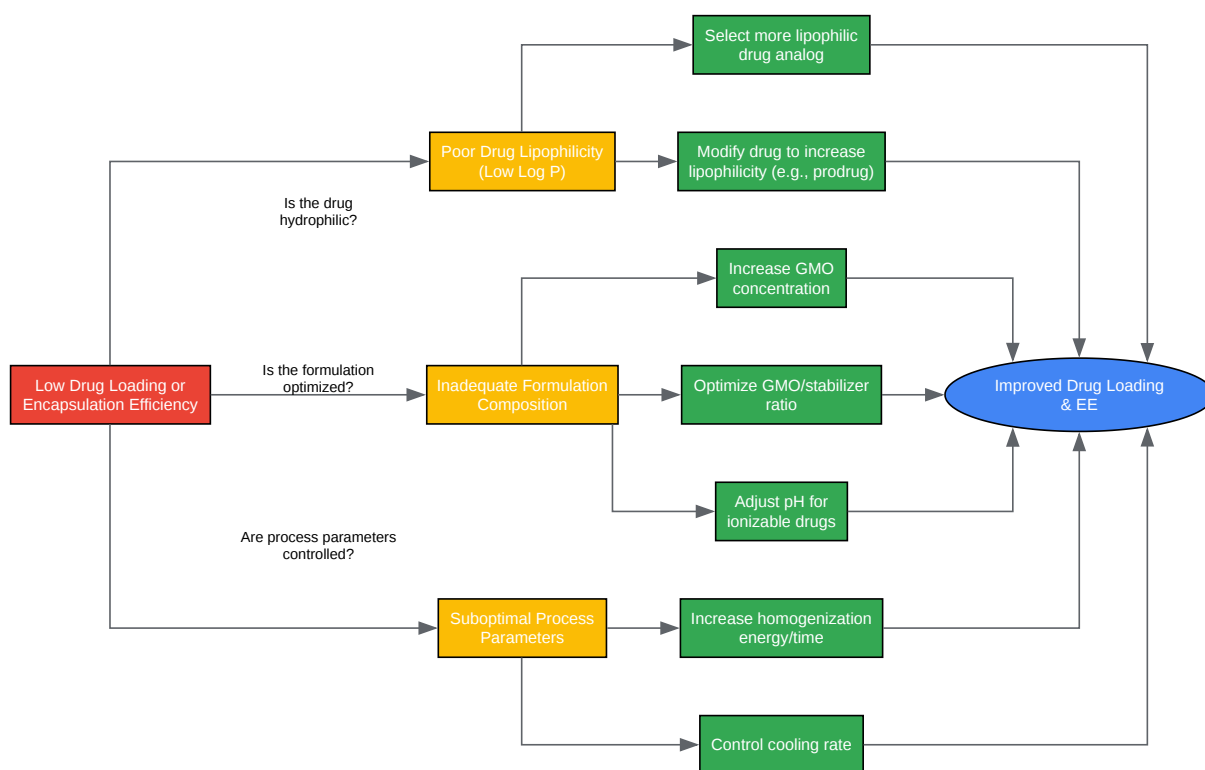 Select more lipophilic
drug analog
Poor Drug Lipophilicity
(Low Log P)
Modify drug to increase
lipophilicity (e.g., prodrug)
Is the drug
hydrophilic?
Increase GMO
concentration
Low Drug Loading or
Encapsulation Efficiency
Is the formulation
optimized?
Inadequate Formulation
Composition
Optimize GMO/stabilizer
ratio
Improved Drug Loading
& EE
Adjust pH for
ionizable drugs
Are process parameters
controlled?
Suboptimal Process
Parameters
Increase homogenization
energy/time
Control cooling rate